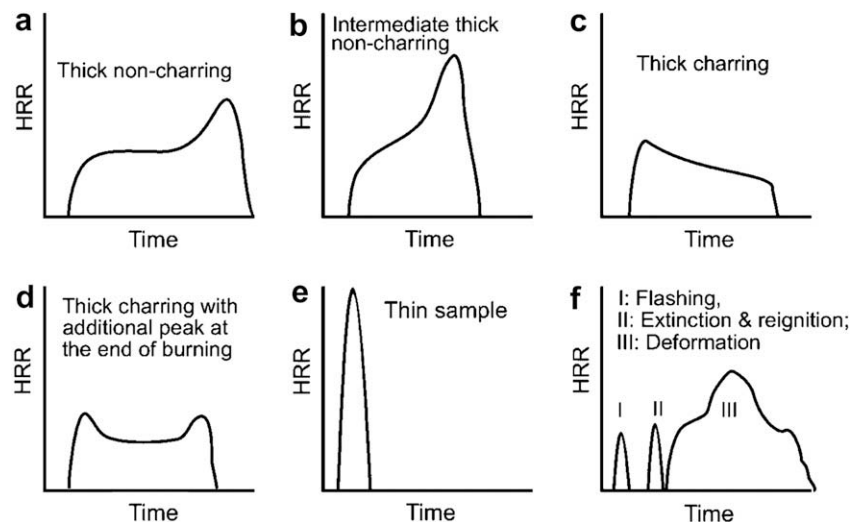 a
Thick non-charring
HRR
Time
b
Intermediate thick
non-charring
HRR
Time
c
Thick charring
HRR
Time
d
Thick charring with
additional peak at
the end of burning
HRR
Time
e
Thin sample
HRR
Time
f
I: Flashing,
II: Extinction & reignition;
III: Deformation
HRR
I
II
III
Time